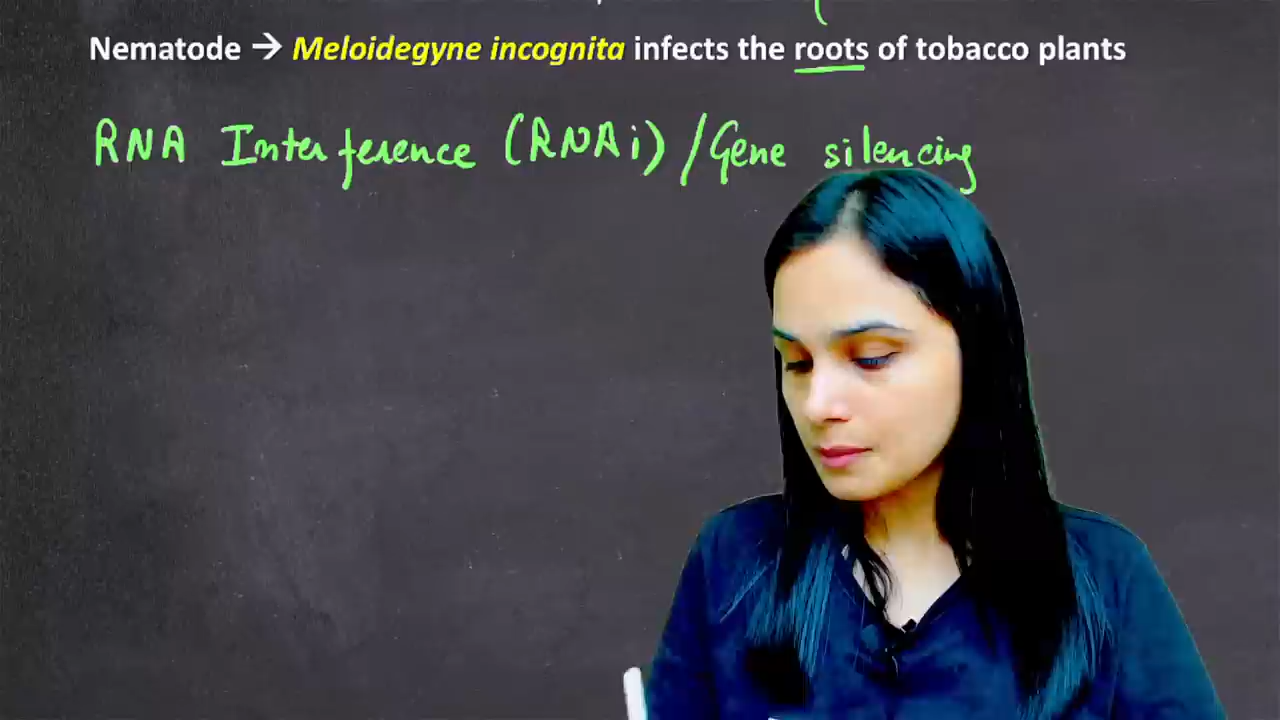 Nematode → Meloidegyne incognita infects the roots of tobacco plants
RNA Interference (RNAi) / Gene silencing